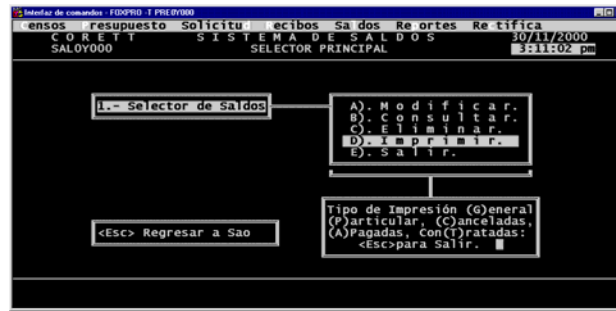 Interfaz de comandos - FOXPRO -T PRE0Y000
ensos resupuesto Solicitud ecibos Sa dos Re ortes Re tifica
C O R E T T S I S T E M A D E S A L D O S 30/11/2000
SAL0Y000 SELECTOR PRINCIPAL 3:11:02 pm
1.- Selector de Saldos
A). M o d i f i c a r.
B). C o n s u l t a r.
C). E l i m i n a r.
D). I m p r i m i r.
E). S a l i r.
Tipo de Impresión (G)eneral
(P)articular, (C)anceladas,
(A)Pagadas, Con(T)ratadas:
<Esc>para Salir.
<Esc> Regresar a Sao